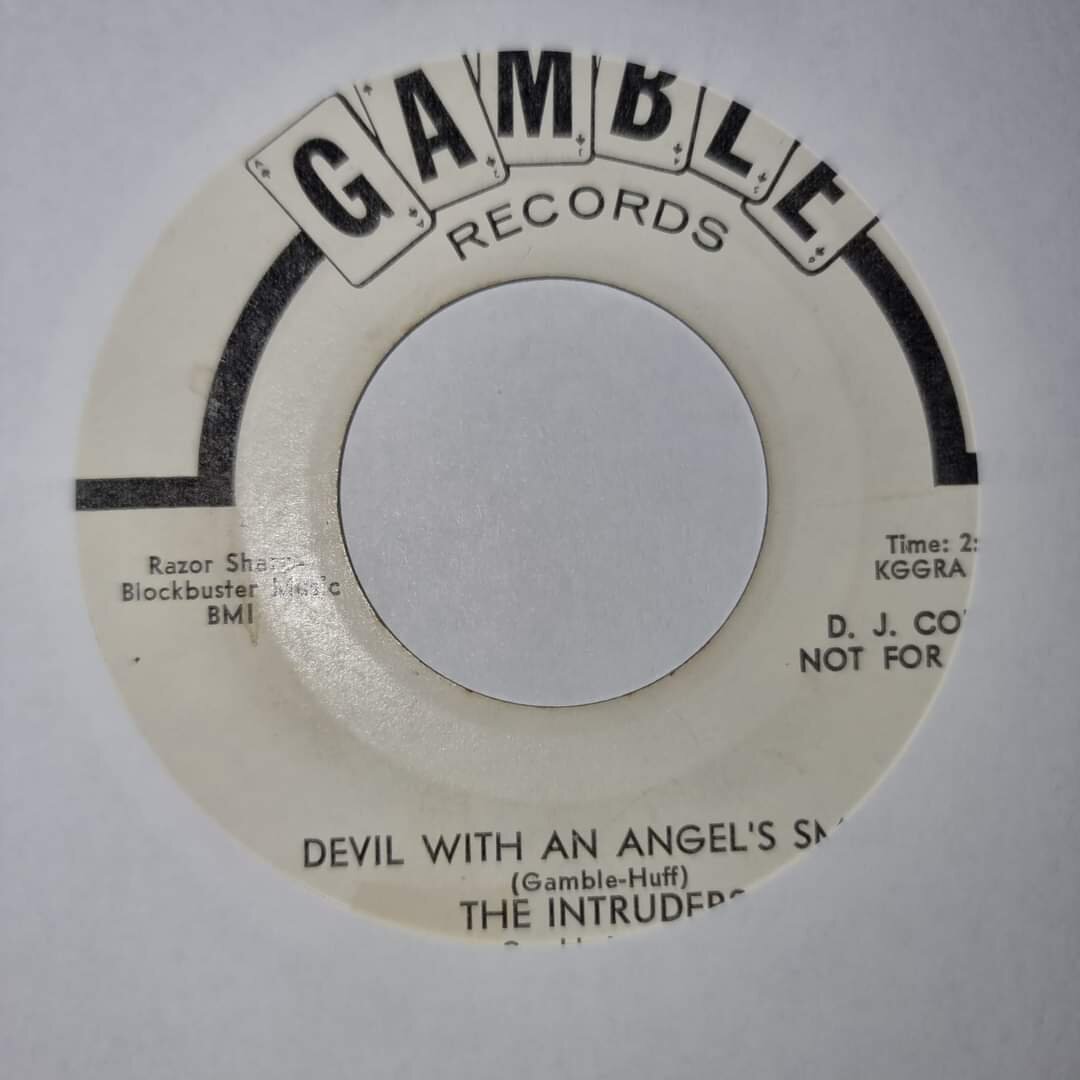 GAMBLE
RECORDS
Razor Sharp-
Blockbuster Music
BMI
Time: 2:
KGGRA
D. J. CO
NOT FOR
DEVIL WITH AN ANGEL'S SM
(Gamble-Huff)
THE INTRUDERS